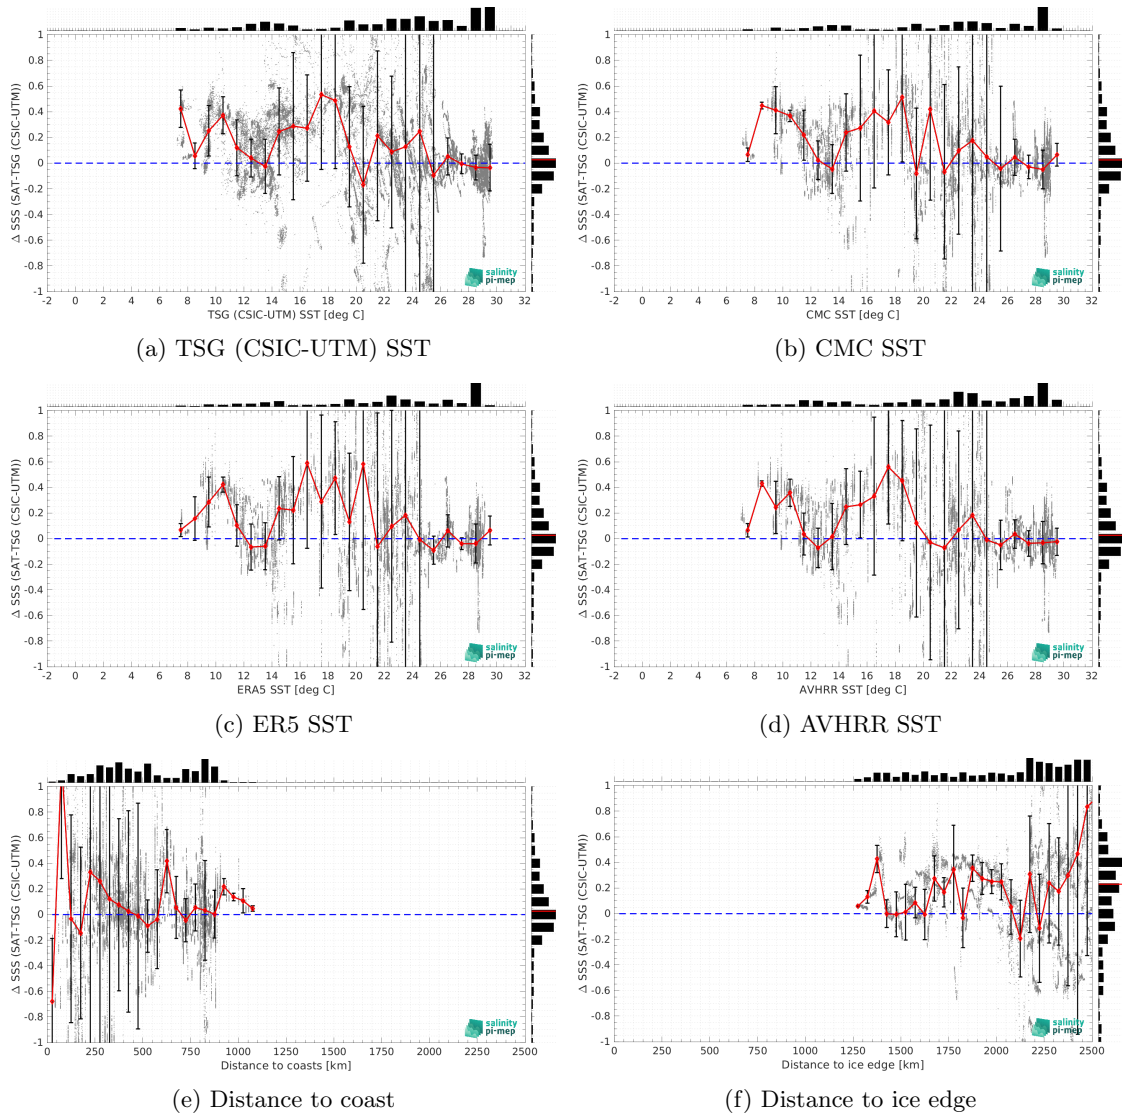 1
0.8
0.6
0.4
0.2
0
-0.2
-0.4
-0.6
-0.8
-1
Δ SSS (SAT-TSG (CSIC-UTM))
salinity
pi-mep
-2 0 2 4 6 8 10 12 14 16 18 20 22 24 26 28 30 32
TSG (CSIC-UTM) SST [deg C]
(a) TSG (CSIC-UTM) SST
1
0.8
0.6
0.4
0.2
0
-0.2
-0.4
-0.6
-0.8
-1
Δ SSS (SAT-TSG (CSIC-UTM))
salinity
pi-mep
-2 0 2 4 6 8 10 12 14 16 18 20 22 24 26 28 30 32
CMC SST [deg C]
(b) CMC SST
1
0.8
0.6
0.4
0.2
0
-0.2
-0.4
-0.6
-0.8
-1
Δ SSS (SAT-TSG (CSIC-UTM))
salinity
pi-mep
-2 0 2 4 6 8 10 12 14 16 18 20 22 24 26 28 30 32
ERA5 SST [deg C]
(c) ER5 SST
1
0.8
0.6
0.4
0.2
0
-0.2
-0.4
-0.6
-0.8
-1
Δ SSS (SAT-TSG (CSIC-UTM))
salinity
pi-mep
-2 0 2 4 6 8 10 12 14 16 18 20 22 24 26 28 30 32
AVHRR SST [deg C]
(d) AVHRR SST
1
0.8
0.6
0.4
0.2
0
-0.2
-0.4
-0.6
-0.8
-1
Δ SSS (SAT-TSG (CSIC-UTM))
salinity
pi-mep
0 250 500 750 1000 1250 1500 1750 2000 2250 2500
Distance to coasts [km]
(e) Distance to coast
1
0.8
0.6
0.4
0.2
0
-0.2
-0.4
-0.6
-0.8
-1
Δ SSS (SAT-TSG (CSIC-UTM))
salinity
pi-mep
0 250 500 750 1000 1250 1500 1750 2000 2250 2500
Distance to ice edge [km]
(f) Distance to ice edge